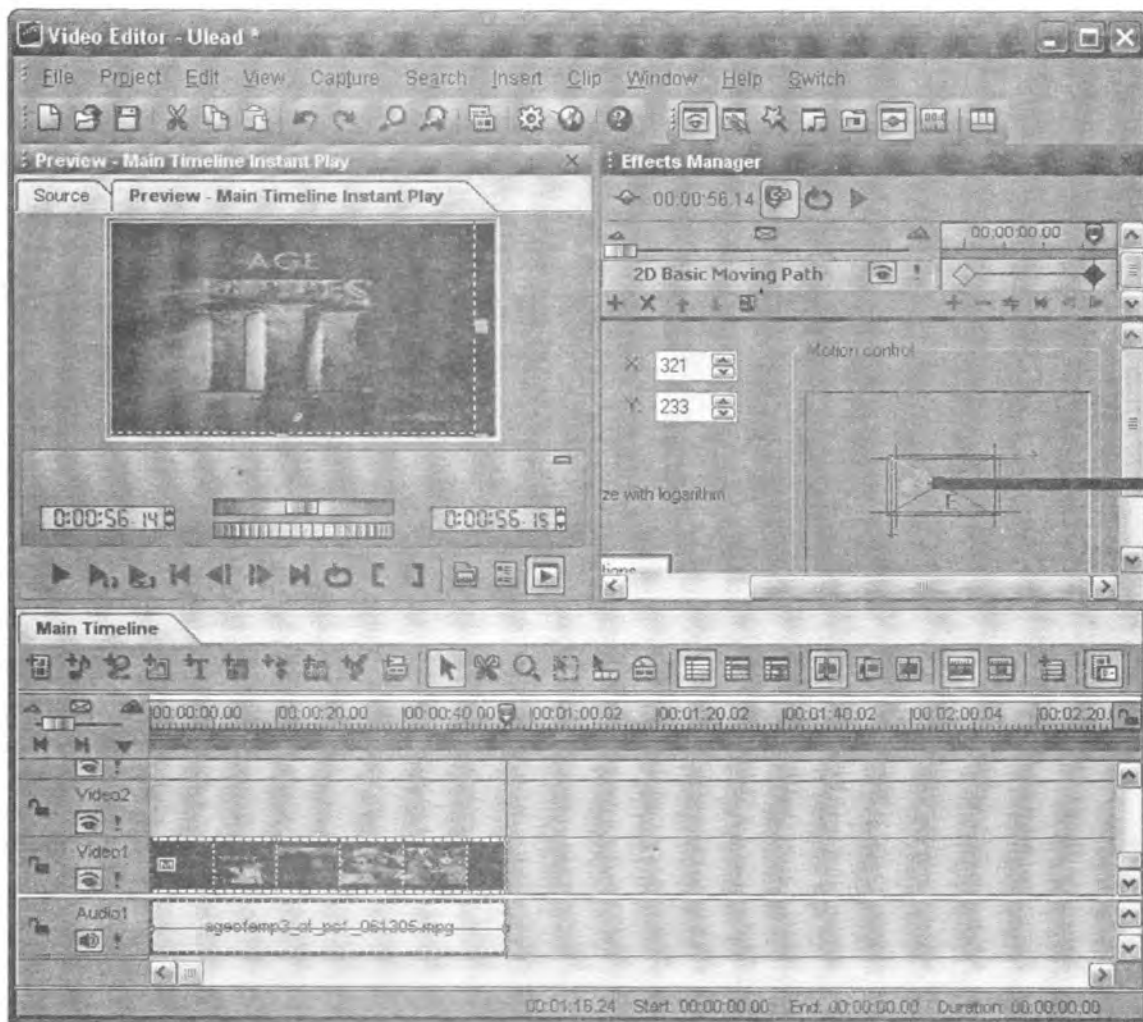 Video Editor - Ulead *
File Project Edit View Capture Search Insert Clip Window Help Switch
Preview - Main Timeline Instant Play
Effects Manager
Source Preview - Main Timeline Instant Play
00:00:56.14
00:00:00.00
AGE
2D Basic Moving Path
X: 321
Motion control
Y: 233
ze with logarithm
F
0:00:56.14 0:00:56.15
Main Timeline
00:00:00.00 00:00:20.00 00:00:40.00 00:01:00.02 00:01:20.02 00:01:40.02 00:02:00.04 00:02:20.
Video2
Video1
Audio1
ageofemp3_of_pcf_061305.mpg
00:01:16.24 Start: 00:00:00.00 End: 00:00:00.00 Duration: 00:00:00.00